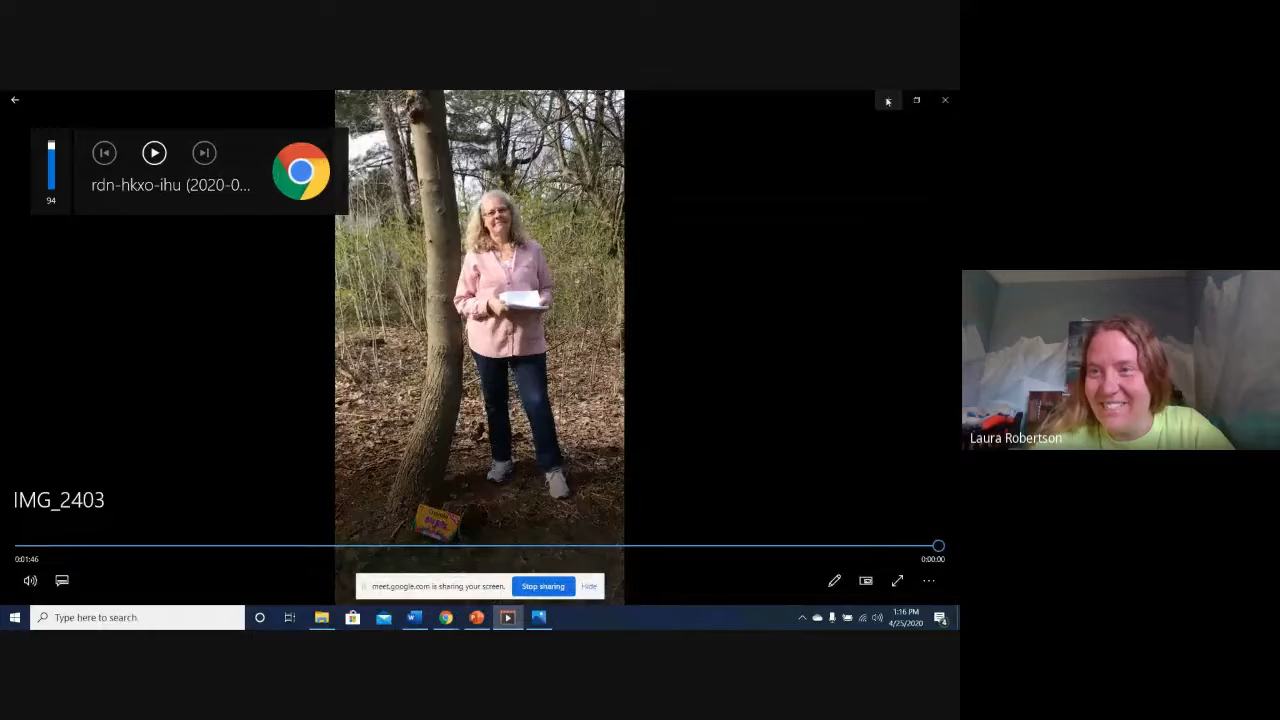 94
rdn-hkxo-ihu (2020-0...
Laura Robertson
IMG_2403
0:01:46
0:00:00
meet.google.com is sharing your screen.
Stop sharing
Hide
Type here to search
1:16 PM
4/25/2020